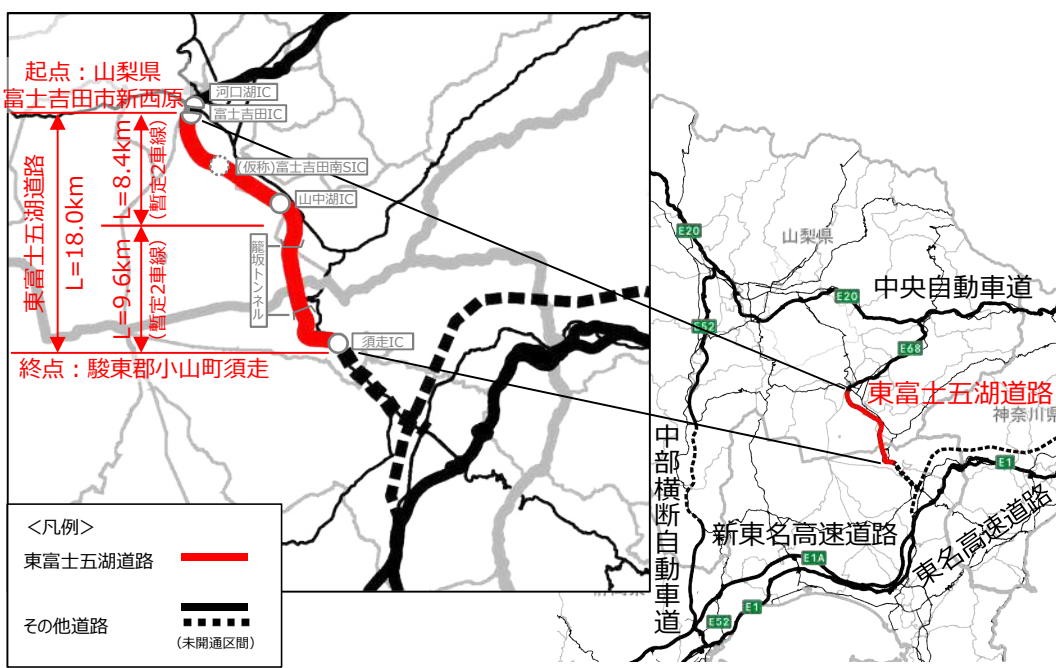 起点：山梨県
富士吉田市新西原
東富士五湖道路
L=18.0km
L=8.4km
(暫定2車線)
L=9.6km
(暫定2車線)
終点：駿東郡小山町須走
河口湖IC
富士吉田IC
(仮称)富士吉田南SIC
山中湖IC
籠坂トンネル
須走IC
<凡例>
東富士五湖道路
その他道路
(未開通区間)
E20
山梨県
E52
E20
中央自動車道
E68
東富士五湖道路
神奈川県
中部横断自動車道
E1
新東名高速道路
東名高速道路
E1A
E1
E52